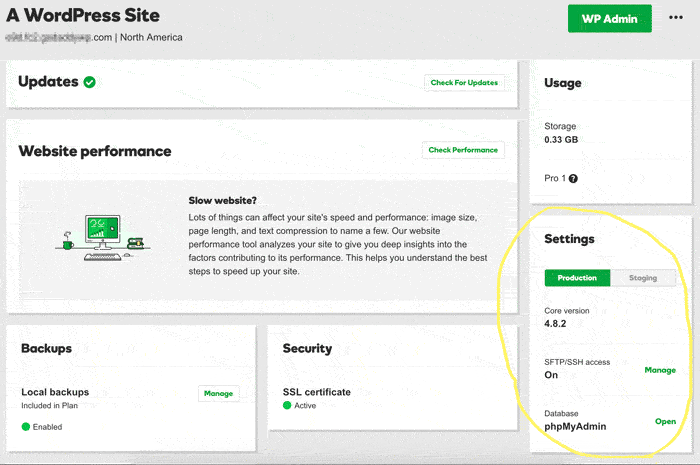 A WordPress Site
WP Admin
.com | North America
Updates
Check For Updates
Website performance
Check Performance
Slow website?
Lots of things can affect your site's speed and performance: image size,
page length, and text compression to name a few. Our website
performance tool analyzes your site to give you deep insights into the
factors contributing to its performance. This helps you understand the best
steps to speed up your site.
Backups
Local backups
Manage
Included in Plan
Enabled
Security
SSL certificate
Active
Usage
Storage
0.33 GB
Pro 1 ?
Settings
Production
Staging
Core version
4.8.2
SFTP/SSH access
On
Manage
Database
phpMyAdmin
Open